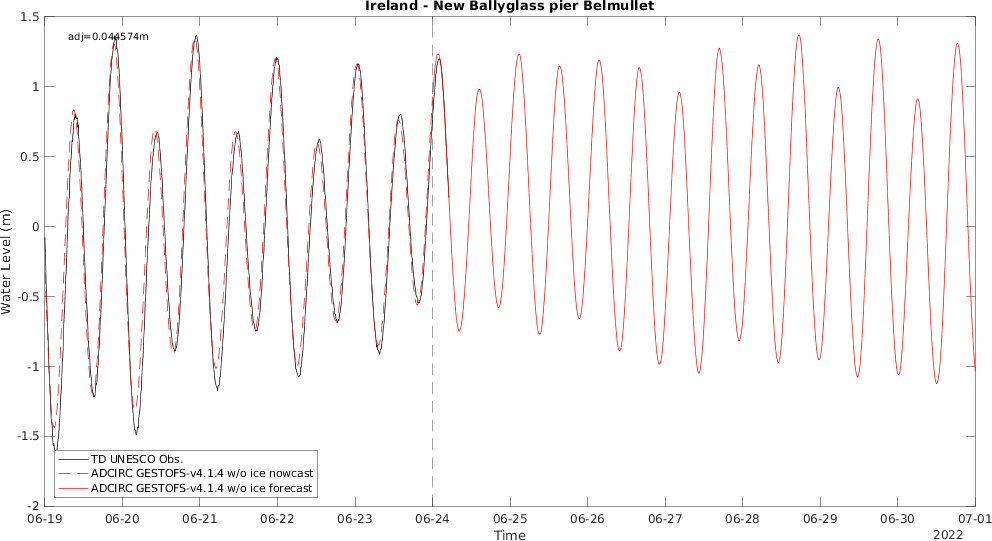 Ireland - New Ballyglass pier Belmullet
adj=0.044574m
Water Level (m)
1.5
1
0.5
0
-0.5
-1
-1.5
-2
TD UNESCO Obs.
ADCIRC GESTOFS-v4.1.4 w/o ice nowcast
ADCIRC GESTOFS-v4.1.4 w/o ice forecast
06-19 06-20 06-21 06-22 06-23 06-24 06-25 06-26 06-27 06-28 06-29 06-30 07-01
Time
2022